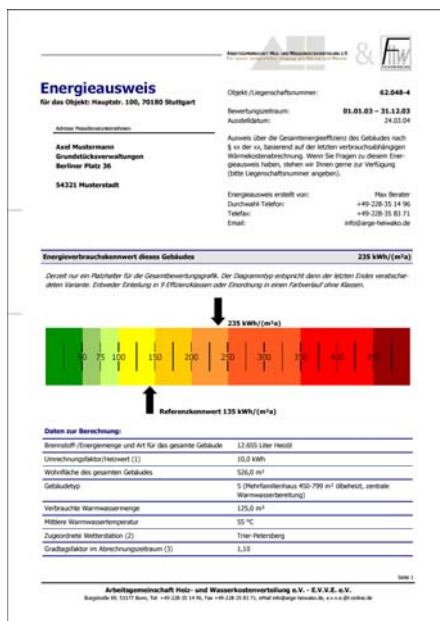 ARBEITSGEMEINSCHAFT HEIZ- UND WASSERKOSTENVERTEILUNG E.V.
&
Energieausweis
für das Objekt: Hauptstr. 100, 70180 Stuttgart
Objekt-/Liegenschaftsnummer: 62.048-4
Bewertungszeitraum: 01.01.03 – 31.12.03
Ausstelldatum: 24.03.04
Adresse Messdienstunternehmen
Axel Mustermann
Grundstücksverwaltungen
Berliner Platz 36
54321 Musterstadt
Ausweis über die Gesamtenergieeffizienz des Gebäudes nach
§ xx der xx, basierend auf der letzten verbrauchsabhängigen
Wärmekostenabrechnung. Wenn Sie Fragen zu diesem Ener-
gieausweis haben, stehen wir Ihnen gerne zur Verfügung
(bitte Liegenschaftsnummer angeben).
Energieausweis erstellt von: Max Berater
Durchwahl-Telefon: +49-228-35 14 96
Telefax: +49-228-35 83 71
Email: info@arge-heiwako.de
Energieverbrauchskennwert dieses Gebäudes 235 kWh/(m²a)
Derzeit nur ein Platzhalter für die Gesamtbewertungsgrafik. Der Diagrammtyp entspricht dann der letzten Endes verabschie-
deten Variante. Entweder Einteilung in 9 Effizienzklassen oder Einordnung in einen Farbverlauf ohne Klassen.
235 kWh/(m²a)
50 75 100 150 200 250 300 350 400
Referenzkennwert 135 kWh/(m²a)
Daten zur Berechnung:
Brennstoff-/Energiemenge und Art für das gesamte Gebäude 12.655 Liter Heizöl
Umrechnungsfaktor/Heizwert (1) 10,0 kWh
Wohnfläche des gesamten Gebäudes 526,0 m²
Gebäudetyp 5 (Mehrfamilienhaus 450-799 m² ölbeheizt, zentrale
Warmwasserbereitung)
Verbrauchte Warmwassermenge 125,0 m³
Mittlere Warmwassertemperatur 55 °C
Zugeordnete Wetterstation (2) Trier-Petersberg
Gradtagsfaktor im Abrechnungszeitraum (3) 1,10
Seite 1
Arbeitsgemeinschaft Heiz- und Wasserkostenverteilung e.V. - E.V.V.E. e.V.